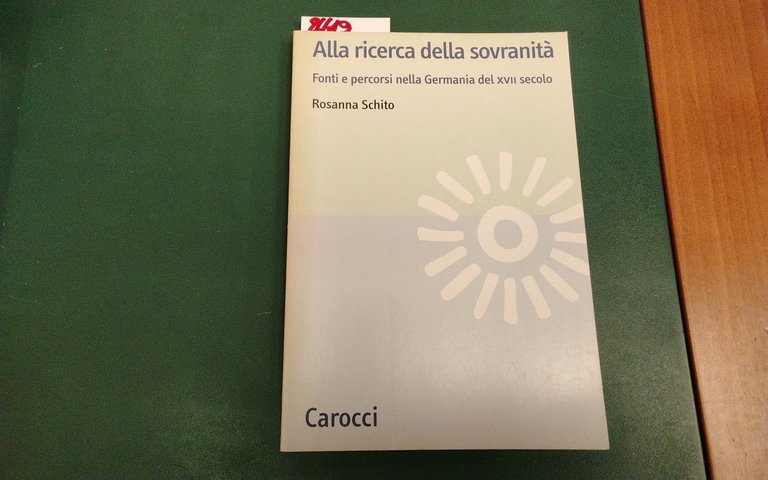 Alla ricerca della sovranità
Fonti e percorsi nella Germania del XVII secolo
Rosanna Schito
Carocci